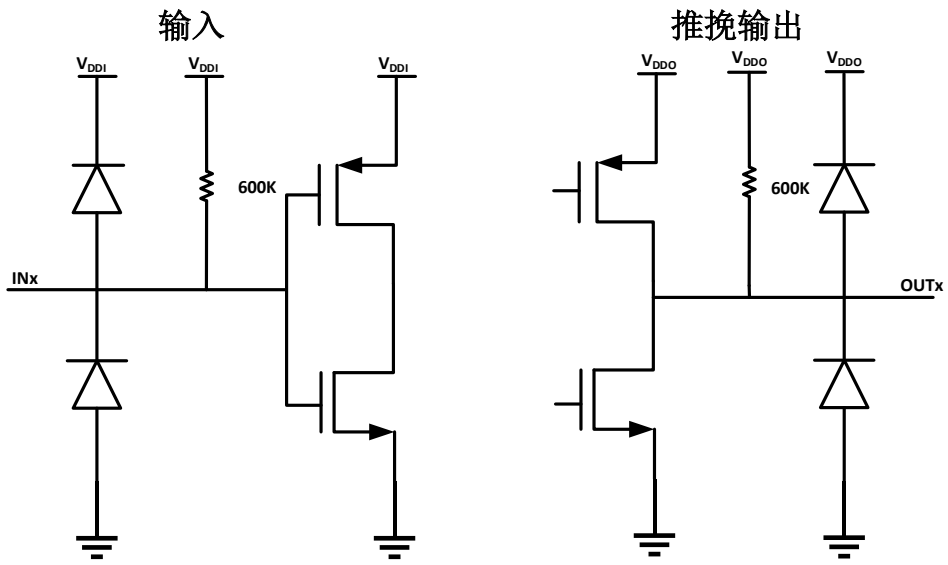 输入
推挽输出
VDDI
VDDI
VDDI
VDDO
VDDO
VDDO
600K
600K
INx
OUTx